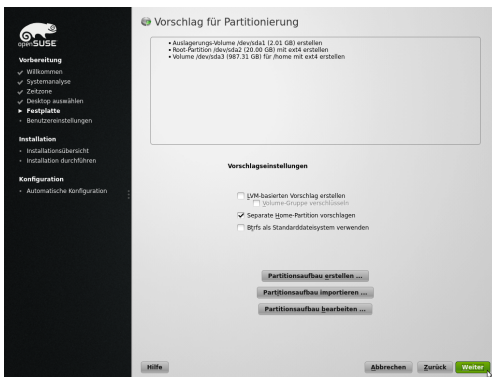 openSUSE
Vorbereitung
Willkommen
Systemanalyse
Zeitzone
Desktop auswählen
Festplatte
Benutzereinstellungen
Installation
Installationsübersicht
Installation durchführen
Konfiguration
Automatische Konfiguration
Vorschlag für Partitionierung
• Auslagerungs-Volume /dev/sda1 (2.01 GB) erstellen
• Root-Partition /dev/sda2 (20.00 GB) mit ext4 erstellen
• Volume /dev/sda3 (987.31 GB) für /home mit ext4 erstellen
Vorschlagseinstellungen
LVM-basierten Vorschlag erstellen
Volume-Gruppe verschlüsseln
Separate Home-Partition vorschlagen
Btrfs als Standarddateisystem verwenden
Partitionsaufbau erstellen ...
Partitionsaufbau importieren ...
Partitionsaufbau bearbeiten ...
Hilfe
Abbrechen
Zurück
Weiter